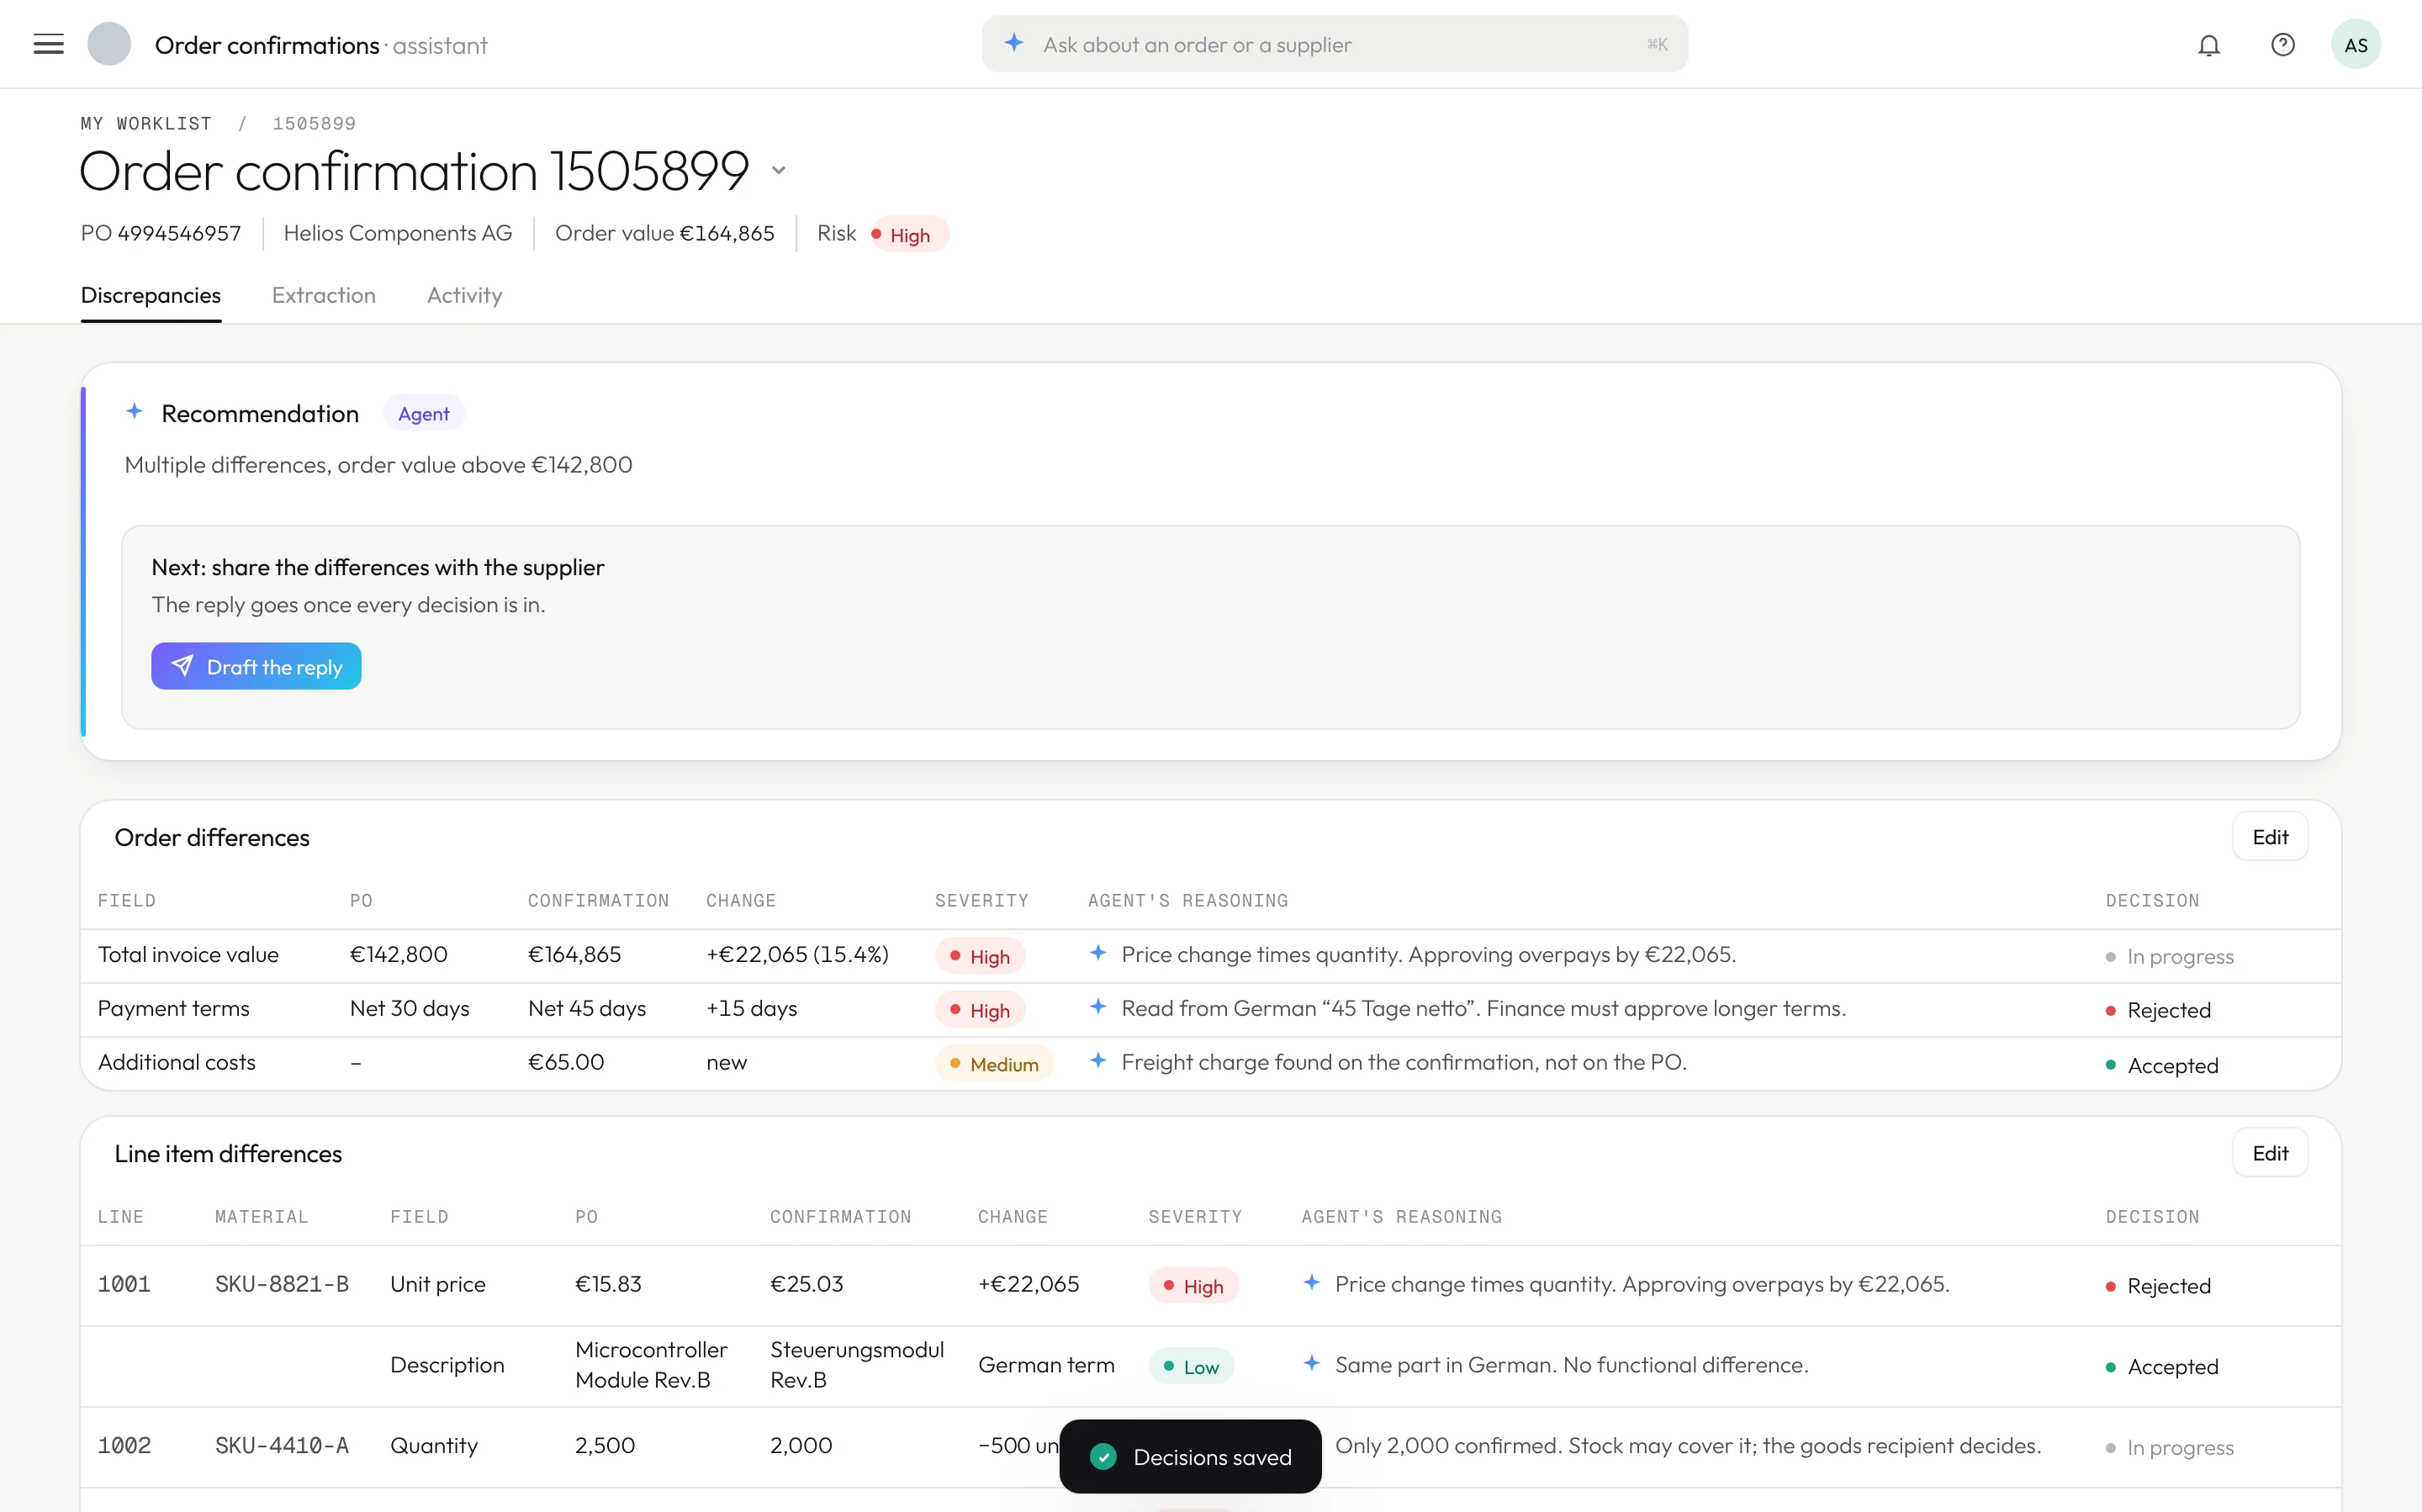 Order confirmations · assistant
Ask about an order or a supplier
⌘K
AS
MY WORKLIST / 1505899
Order confirmation 1505899
PO 4994546957
Helios Components AG
Order value €164,865
Risk High
Discrepancies
Extraction
Activity
Recommendation
Agent
Multiple differences, order value above €142,800
Next: share the differences with the supplier
The reply goes once every decision is in.
Draft the reply
Order differences
Edit
FIELD PO CONFIRMATION CHANGE SEVERITY AGENT'S REASONING DECISION
Total invoice value €142,800 €164,865 +€22,065 (15.4%) High Price change times quantity. Approving overpays by €22,065. In progress
Payment terms Net 30 days Net 45 days +15 days High Read from German “45 Tage netto”. Finance must approve longer terms. Rejected
Additional costs – €65.00 new Medium Freight charge found on the confirmation, not on the PO. Accepted
Line item differences
Edit
LINE MATERIAL FIELD PO CONFIRMATION CHANGE SEVERITY AGENT'S REASONING DECISION
1001 SKU-8821-B Unit price €15.83 €25.03 +€22,065 High Price change times quantity. Approving overpays by €22,065. Rejected
Description Microcontroller Module Rev.B Steuerungsmodul Rev.B German term Low Same part in German. No functional difference. Accepted
1002 SKU-4410-A Quantity 2,500 2,000 −500 un Only 2,000 confirmed. Stock may cover it; the goods recipient decides. In progress
Decisions saved